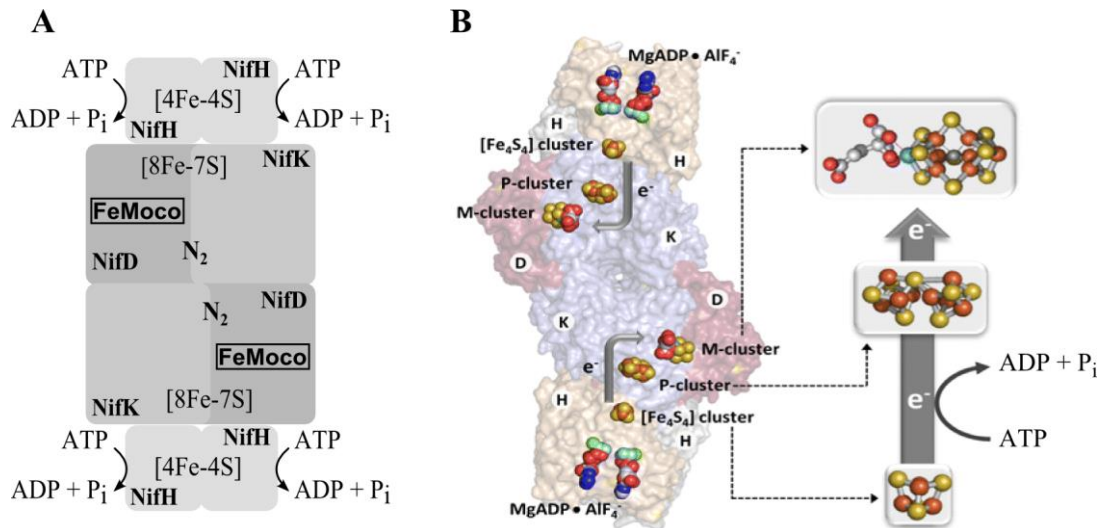 A
ATP
NifH
ATP
[4Fe-4S]
ADP + Pi
NifH
ADP + Pi
[8Fe-7S]
NifK
FeMoco
NifD
N2
N2
NifD
FeMoco
NifK
[8Fe-7S]
ATP
NifH
ATP
[4Fe-4S]
ADP + Pi
NifH
ADP + Pi
B
MgADP • AlF4-
H
[Fe4S4] cluster
H
P-cluster
e-
M-cluster
K
D
D
K
M-cluster
e-
P-cluster
H
[Fe4S4] cluster
H
MgADP • AlF4-
e-
ADP + Pi
e-
ATP